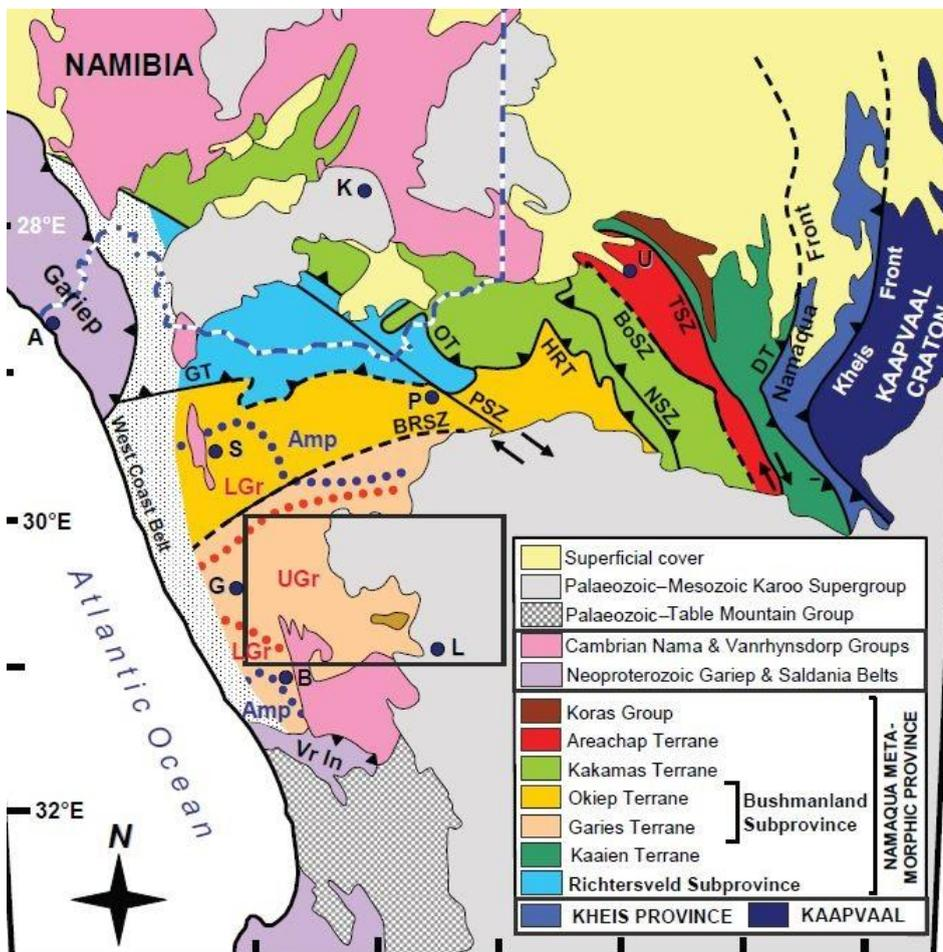 NAMIBIA
K
28°E
Gariep
A
U
TSZ
BoSZ
DT
Namaqua
Front
Kheis
Front
KAAPVAAL
CRATON
GT
OT
HRT
P
PSZ
NSZ
BRSZ
S
Amp
LGr
West Coast Belt
30°E
G
UGr
LGr
L
B
Amp
Vr In
Atlantic Ocean
32°E
N
Superficial cover
Palaeozoic–Mesozoic Karoo Supergroup
Palaeozoic–Table Mountain Group
Cambrian Nama & Vanrhynsdorp Groups
Neoproterozoic Gariep & Saldania Belts
Koras Group
Areachap Terrane
Kakamas Terrane
Okiep Terrane
Garies Terrane
Bushmanland
Subprovince
Kaaien Terrane
Richtersveld Subprovince
NAMAQUA META-
MORPHIC PROVINCE
KHEIS PROVINCE
KAAPVAAL